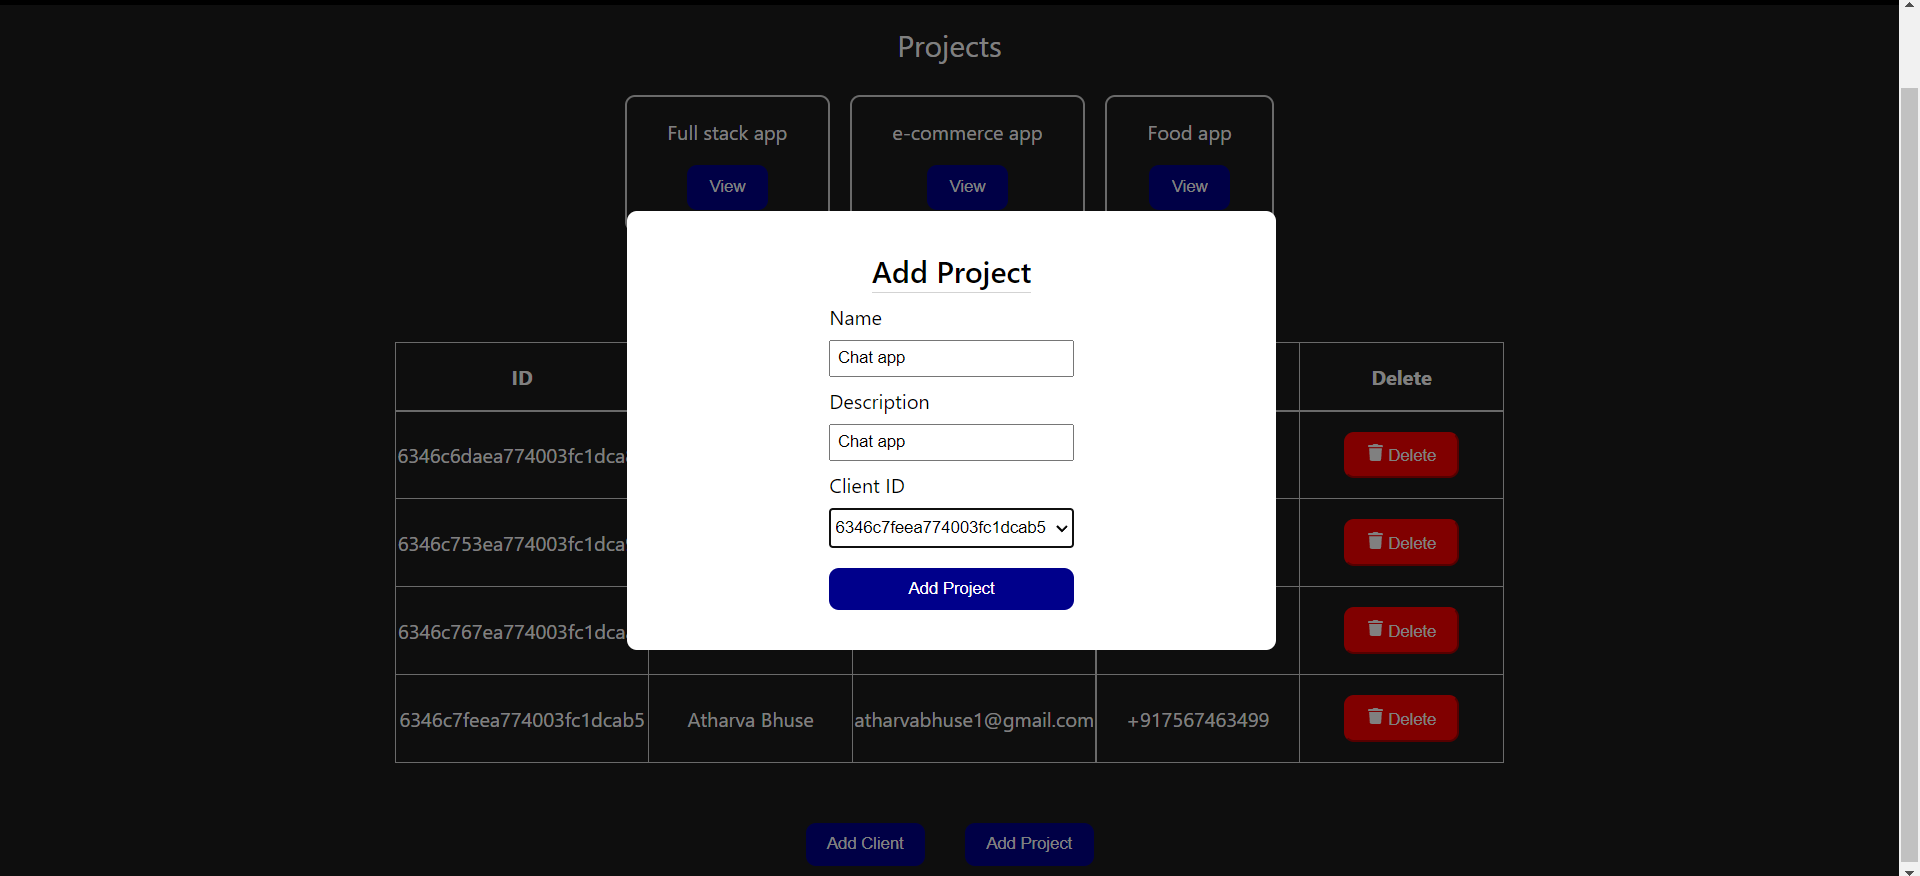 Projects
Full stack app e-commerce app Food app
View View View
Add Project
Name
Chat app
Description
Chat app
Client ID
6346c7feea774003fc1dcab5
Add Project
ID Delete
6346c6daea774003fc1dca Delete
6346c753ea774003fc1dca Delete
6346c767ea774003fc1dca Delete
6346c7feea774003fc1dcab5 Atharva Bhuse atharvabhuse1@gmail.com +917567463499 Delete
Add Client Add Project